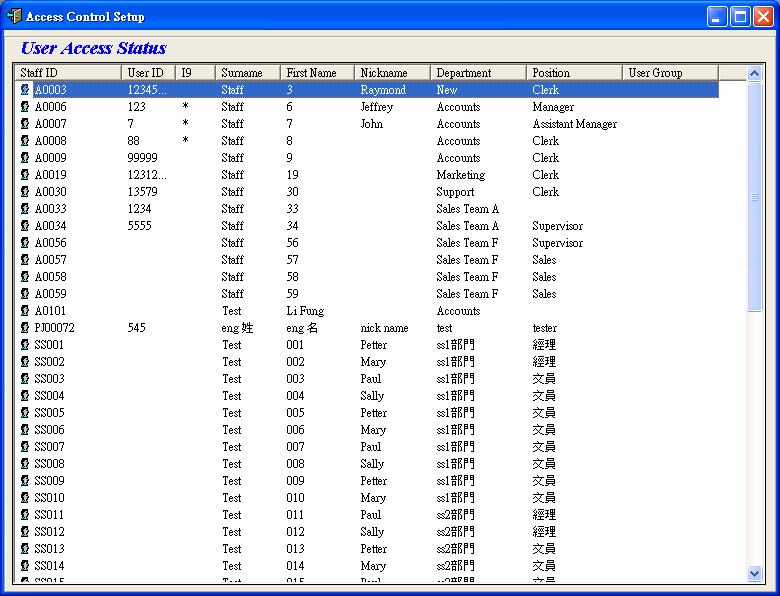 Access Control Setup
User Access Status
Staff ID User ID I9 Surname First Name Nickname Department Position User Group
A0003 12345... Staff 3 Raymond New Clerk
A0006 123 * Staff 6 Jeffrey Accounts Manager
A0007 7 * Staff 7 John Accounts Assistant Manager
A0008 88 * Staff 8 Accounts Clerk
A0009 99999 Staff 9 Accounts Clerk
A0019 12312... Staff 19 Marketing Clerk
A0030 13579 Staff 30 Support Clerk
A0033 1234 Staff 33 Sales Team A
A0034 5555 Staff 34 Sales Team A Supervisor
A0056 Staff 56 Sales Team F Supervisor
A0057 Staff 57 Sales Team F Sales
A0058 Staff 58 Sales Team F Sales
A0059 Staff 59 Sales Team F Sales
A0101 Test Li Fung Accounts
PJ00072 545 eng 姓 eng 名 nick name test tester
SS001 Test 001 Petter ss1部門 經理
SS002 Test 002 Mary ss1部門 經理
SS003 Test 003 Paul ss1部門 文員
SS004 Test 004 Sally ss1部門 文員
SS005 Test 005 Petter ss1部門 文員
SS006 Test 006 Mary ss1部門 文員
SS007 Test 007 Paul ss1部門 文員
SS008 Test 008 Sally ss1部門 文員
SS009 Test 009 Petter ss1部門 文員
SS010 Test 010 Mary ss1部門 文員
SS011 Test 011 Paul ss2部門 經理
SS012 Test 012 Sally ss2部門 經理
SS013 Test 013 Petter ss2部門 文員
SS014 Test 014 Mary ss2部門 文員
SS015 Test 015 Paul ss2部門 文員